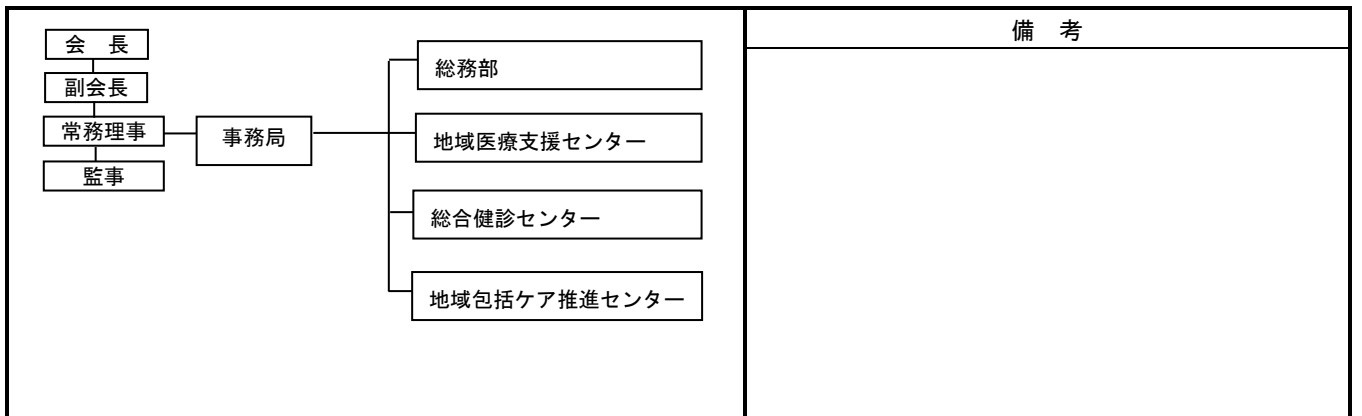 会 長
副会長
常務理事
監事
事務局
総務部
地域医療支援センター
総合健診センター
地域包括ケア推進センター
備 考